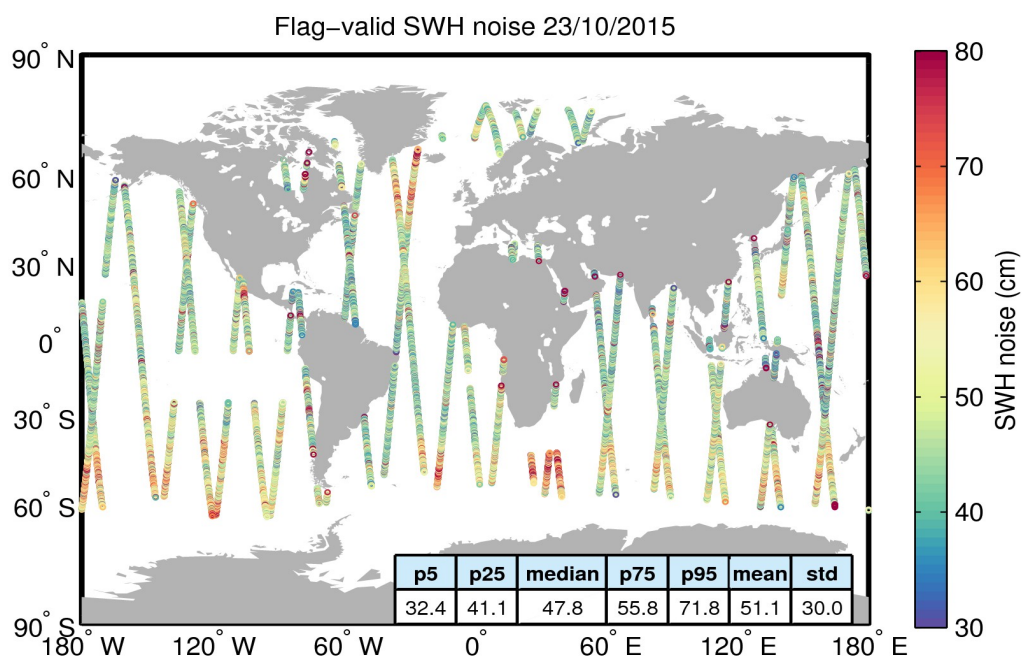 Flag−valid SWH noise 23/10/2015
90° N
60° N
30° N
0°
30° S
60° S
90° S
180° W
120° W
60° W
0°
60° E
120° E
180° E
p5 p25 median p75 p95 mean std
32.4 41.1 47.8 55.8 71.8 51.1 30.0
80
70
60
50
40
30
SWH noise (cm)